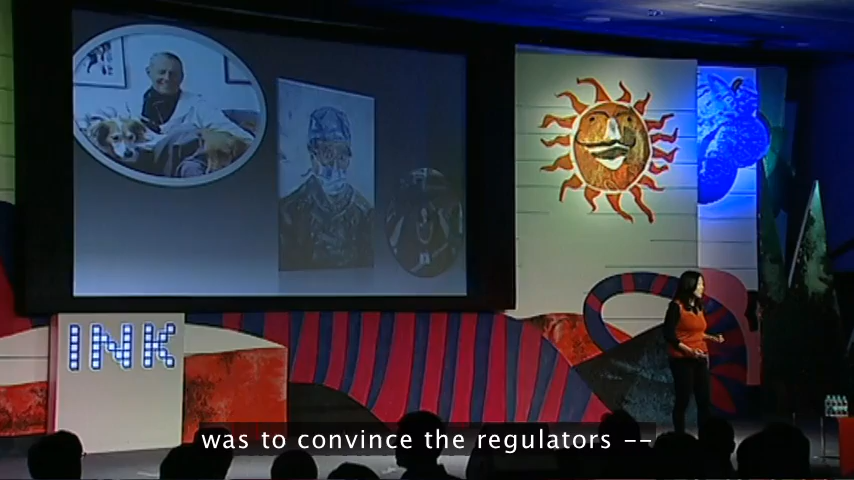 INK
was to convince the regulators --